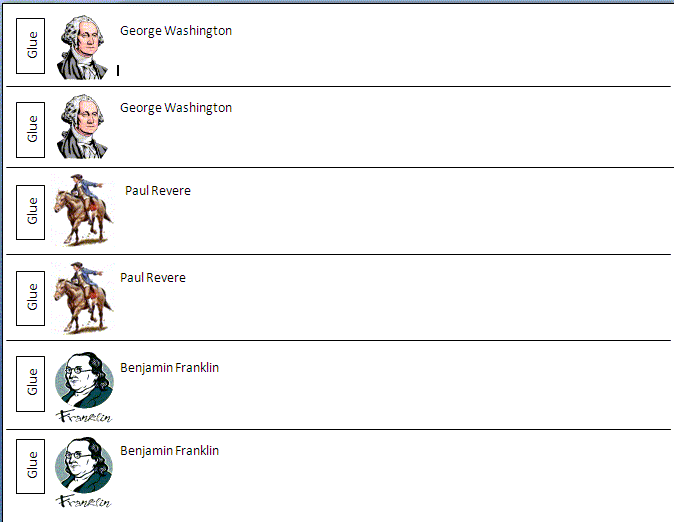 Glue George Washington
Glue George Washington
Glue Paul Revere
Glue Paul Revere
Glue Benjamin Franklin
Franklin
Glue Benjamin Franklin
Franklin